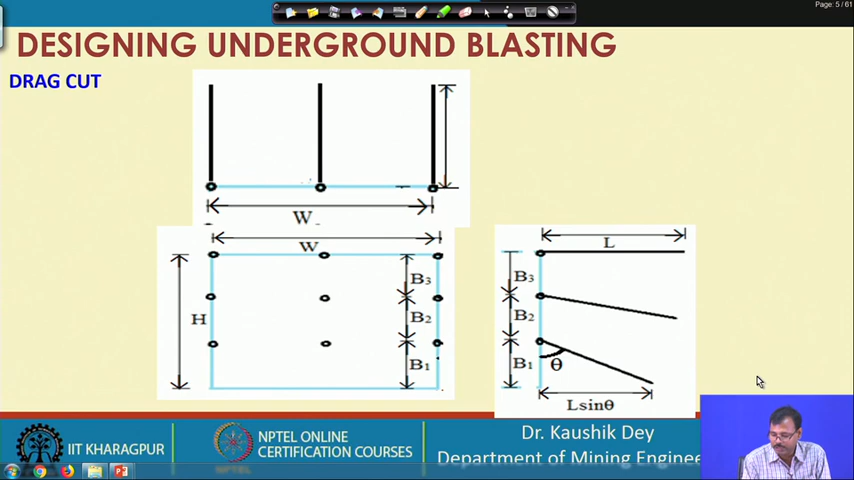 Page: 5 / 61
DESIGNING UNDERGROUND BLASTING
DRAG CUT
W
W
H
B3
B2
B1
L
B3
B2
B1
θ
Lsinθ
IIT KHARAGPUR
NPTEL ONLINE
CERTIFICATION COURSES
Dr. Kaushik Dey
Department of Mining Enginee